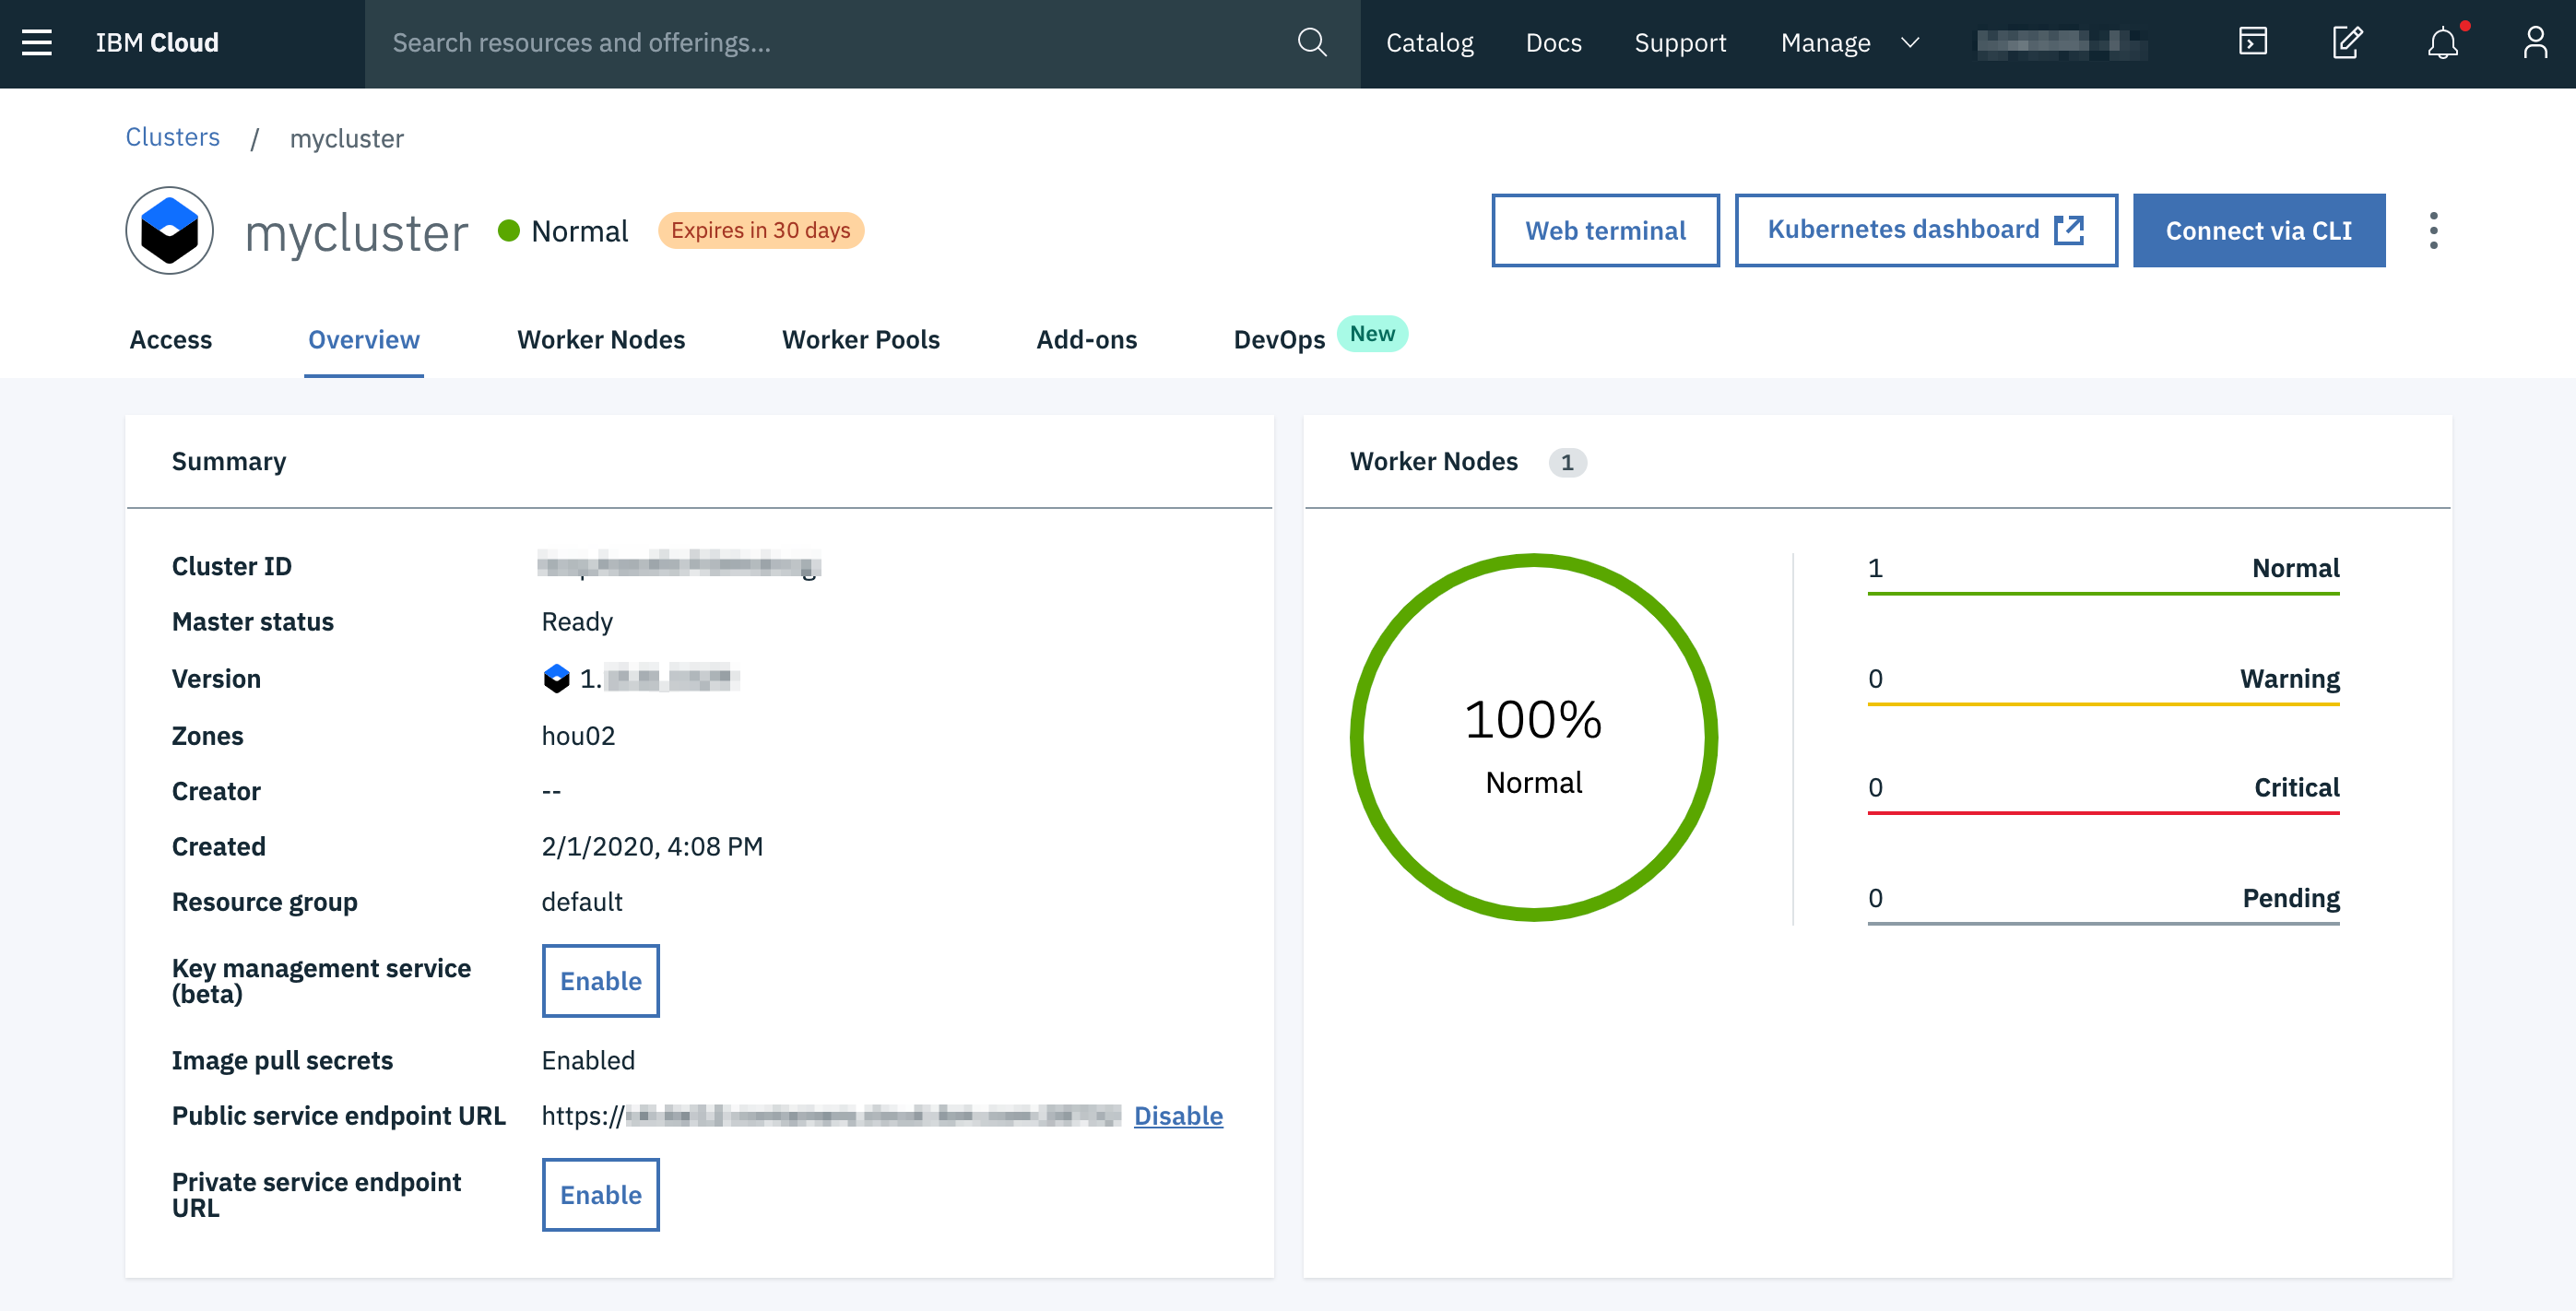 IBM Cloud
Search resources and offerings...
Catalog
Docs
Support
Manage
Clusters / mycluster
mycluster
Normal
Expires in 30 days
Web terminal
Kubernetes dashboard
Connect via CLI
Access
Overview
Worker Nodes
Worker Pools
Add-ons
DevOps
New
Summary
Cluster ID
Master status Ready
Version 1.
Zones hou02
Creator --
Created 2/1/2020, 4:08 PM
Resource group default
Key management service
(beta)
Enable
Image pull secrets Enabled
Public service endpoint URL https:// Disable
Private service endpoint
URL
Enable
Worker Nodes 1
100%
Normal
1 Normal
0 Warning
0 Critical
0 Pending